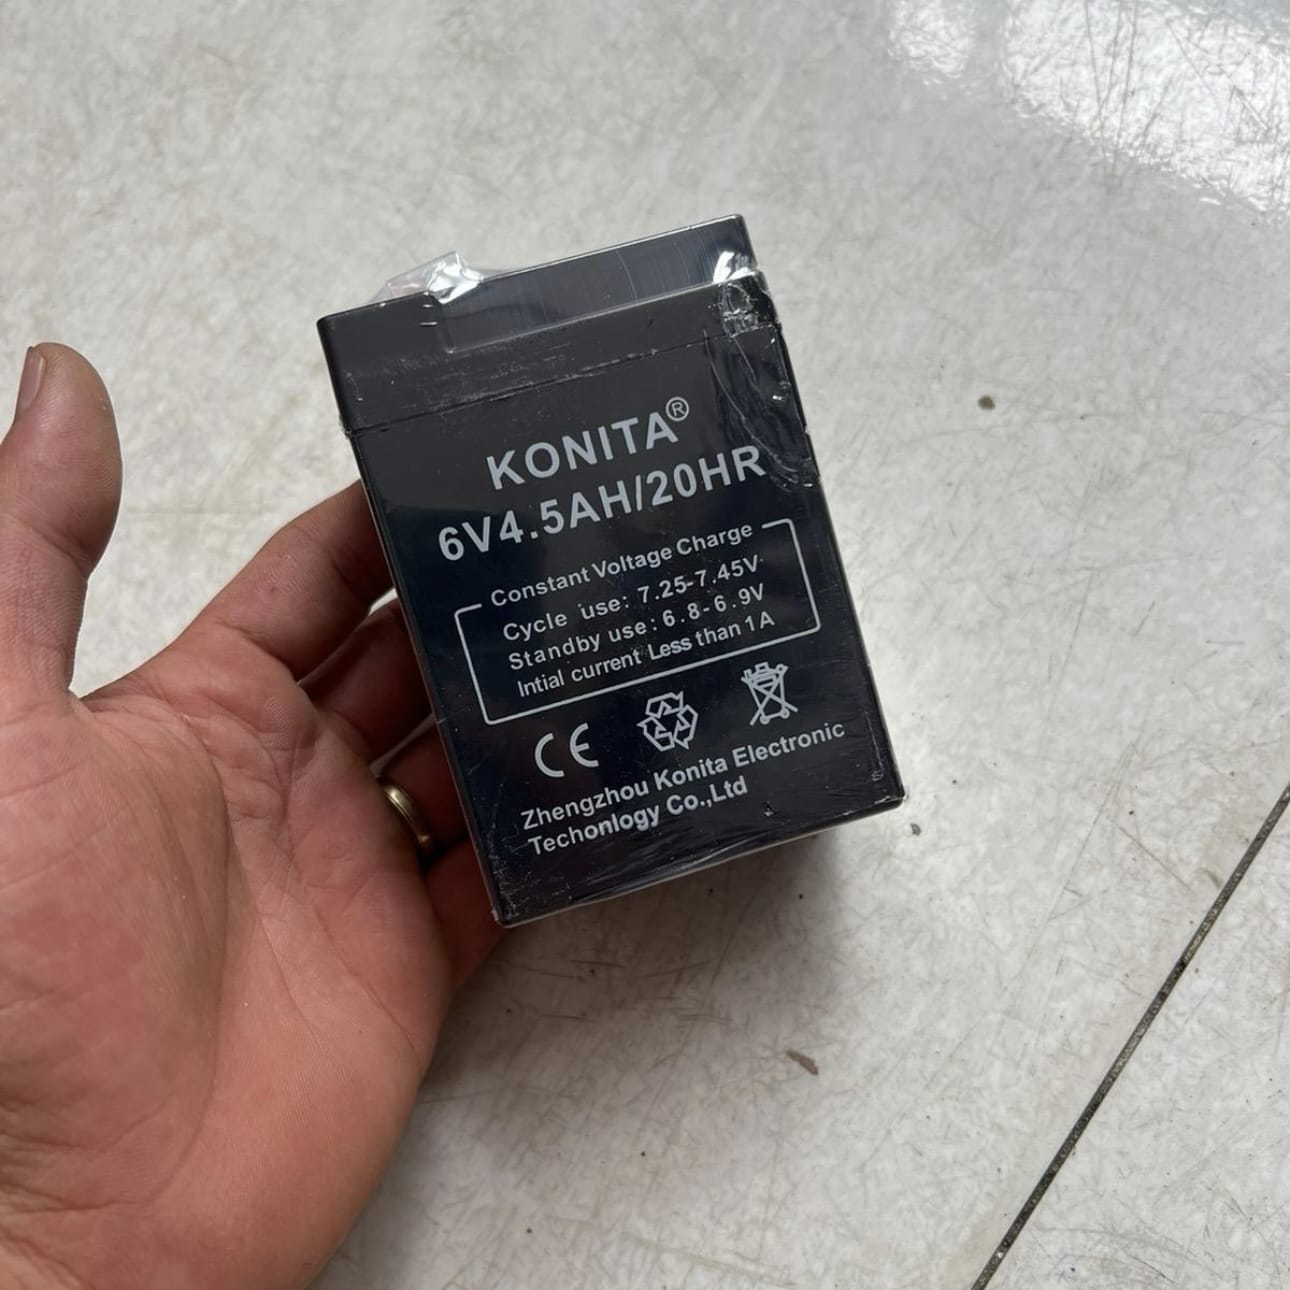 KONITA®
6V4.5AH/20HR
Constant Voltage Charge
Cycle use: 7.25-7.45V
Standby use: 6.8-6.9V
Intial current Less than 1A
CE
Zhengzhou Konita Electronic
Techonlogy Co.,Ltd